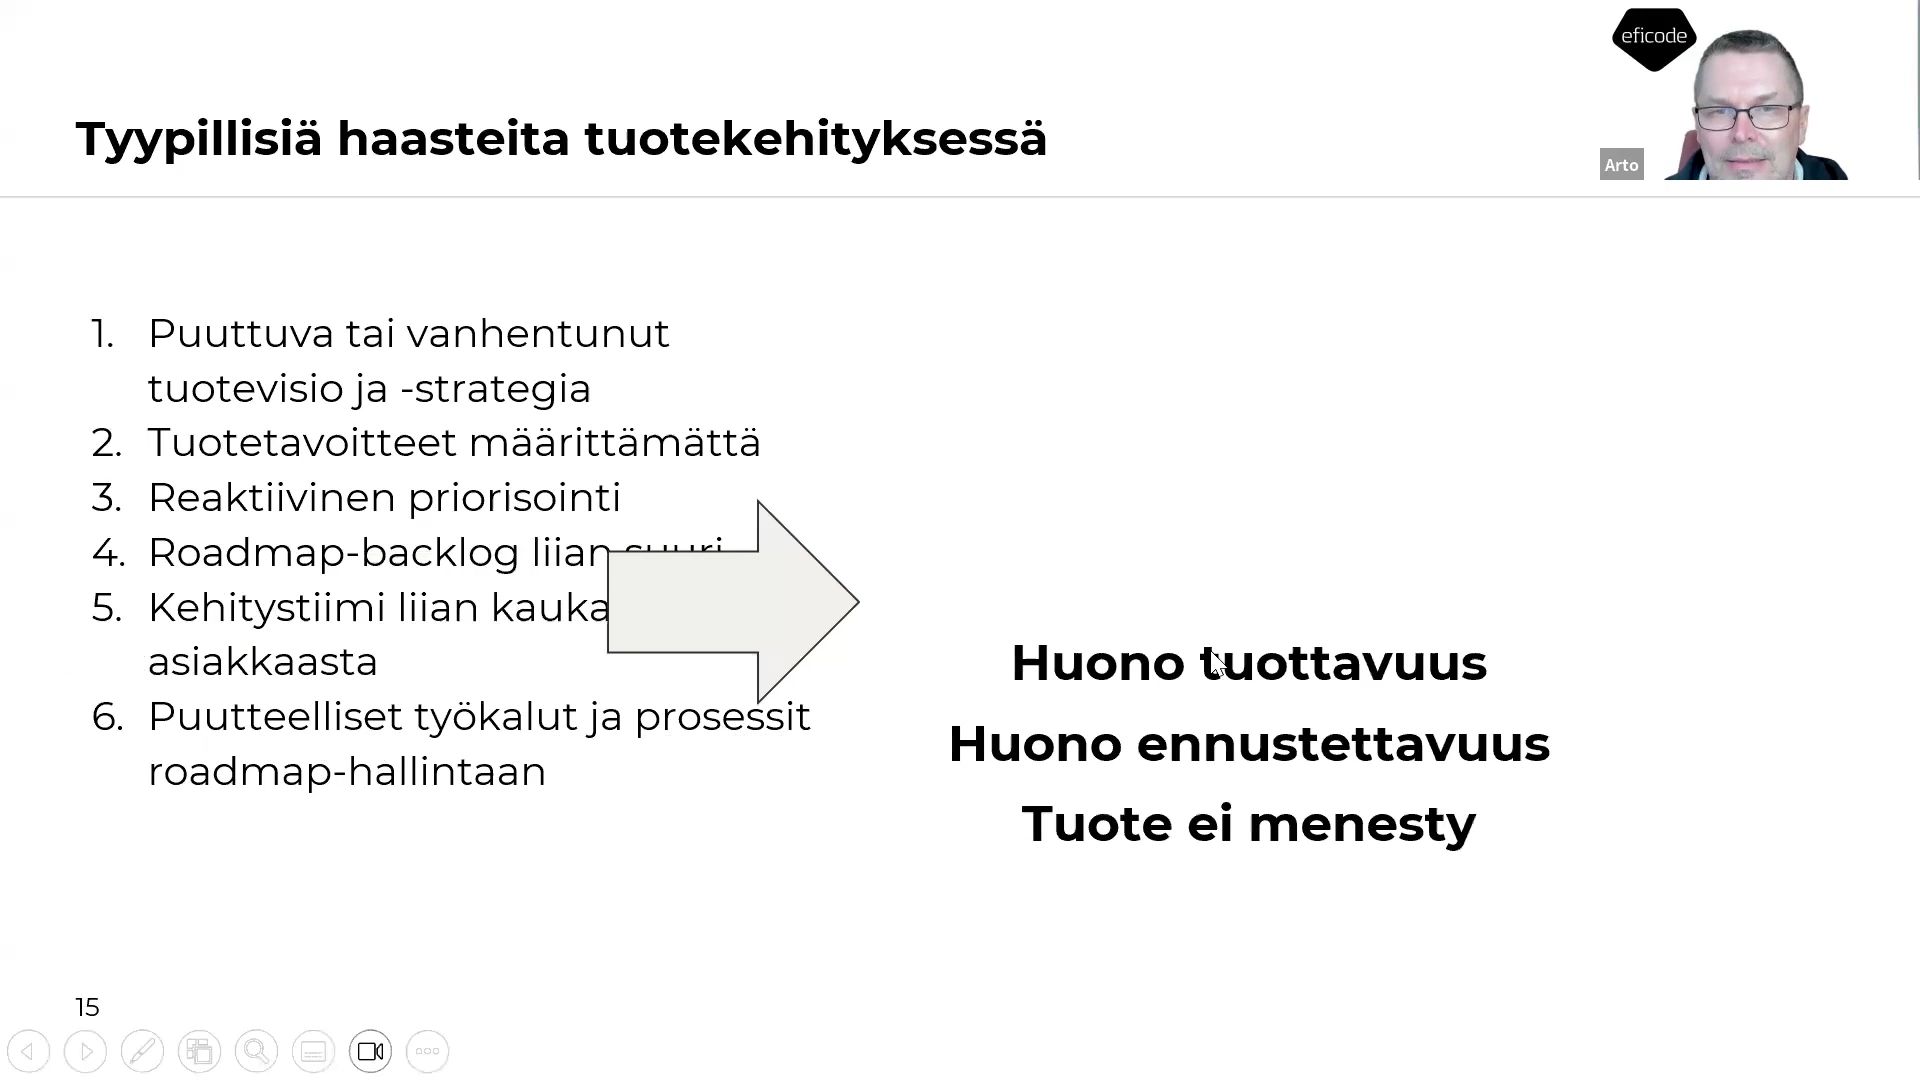 eficode
Tyypillisiä haasteita tuotekehityksessä
Arto
1. Puuttuva tai vanhentunut
tuotevisio ja -strategia
2. Tuotetavoitteet määrittämättä
3. Reaktiivinen priorisointi
4. Roadmap-backlog liian suuri
5. Kehitystiimi liian kauka
asiakkaasta
6. Puutteelliset työkalut ja prosessit
roadmap-hallintaan
Huono tuottavuus
Huono ennustettavuus
Tuote ei menesty
15